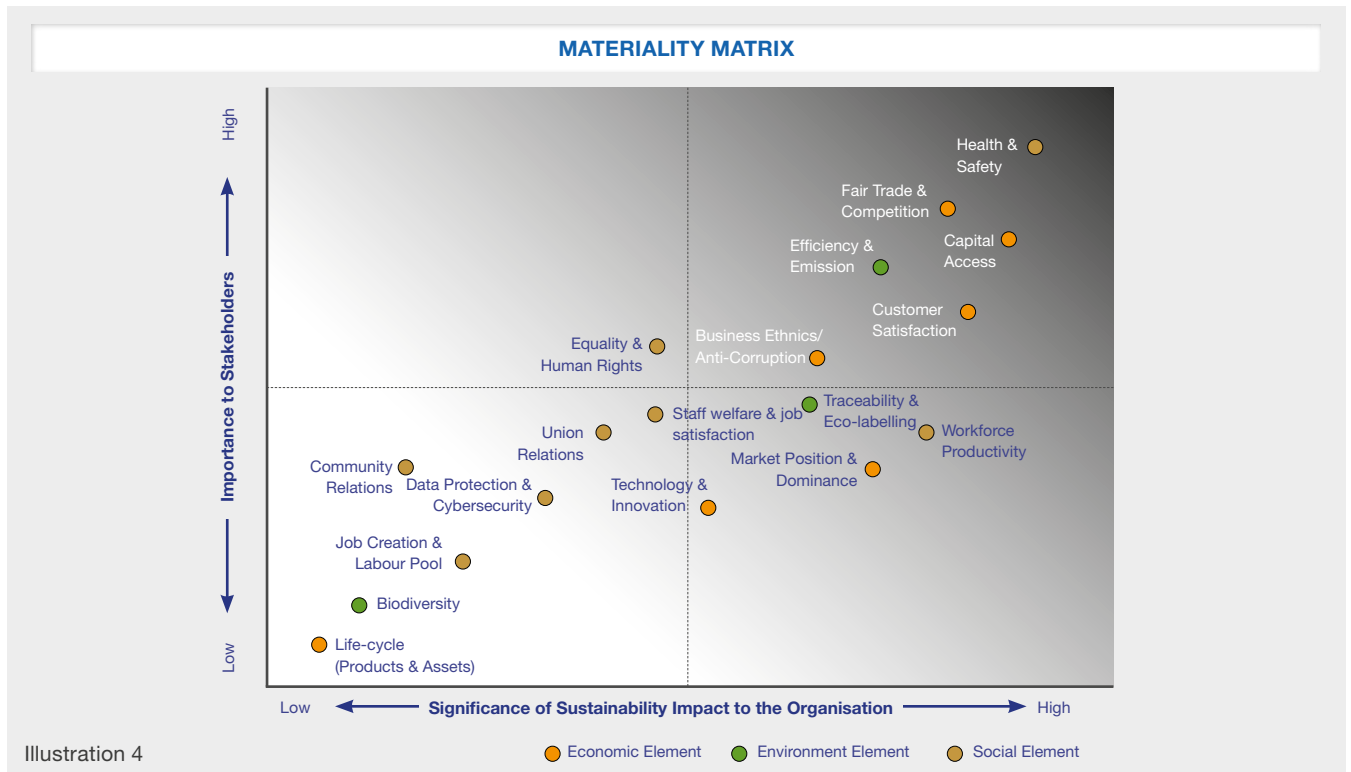 MATERIALITY MATRIX
High
Importance to Stakeholders
Low
Health &
Safety
Fair Trade &
Competition
Capital
Access
Efficiency &
Emission
Customer
Satisfaction
Business Ethnics/
Anti-Corruption
Equality &
Human Rights
Traceability &
Eco-labelling
Staff welfare & job
satisfaction
Workforce
Productivity
Union
Relations
Market Position &
Dominance
Community
Relations
Data Protection &
Cybersecurity
Technology &
Innovation
Job Creation &
Labour Pool
Biodiversity
Life-cycle
(Products & Assets)
Low
Significance of Sustainability Impact to the Organisation
High
Illustration 4
Economic Element
Environment Element
Social Element